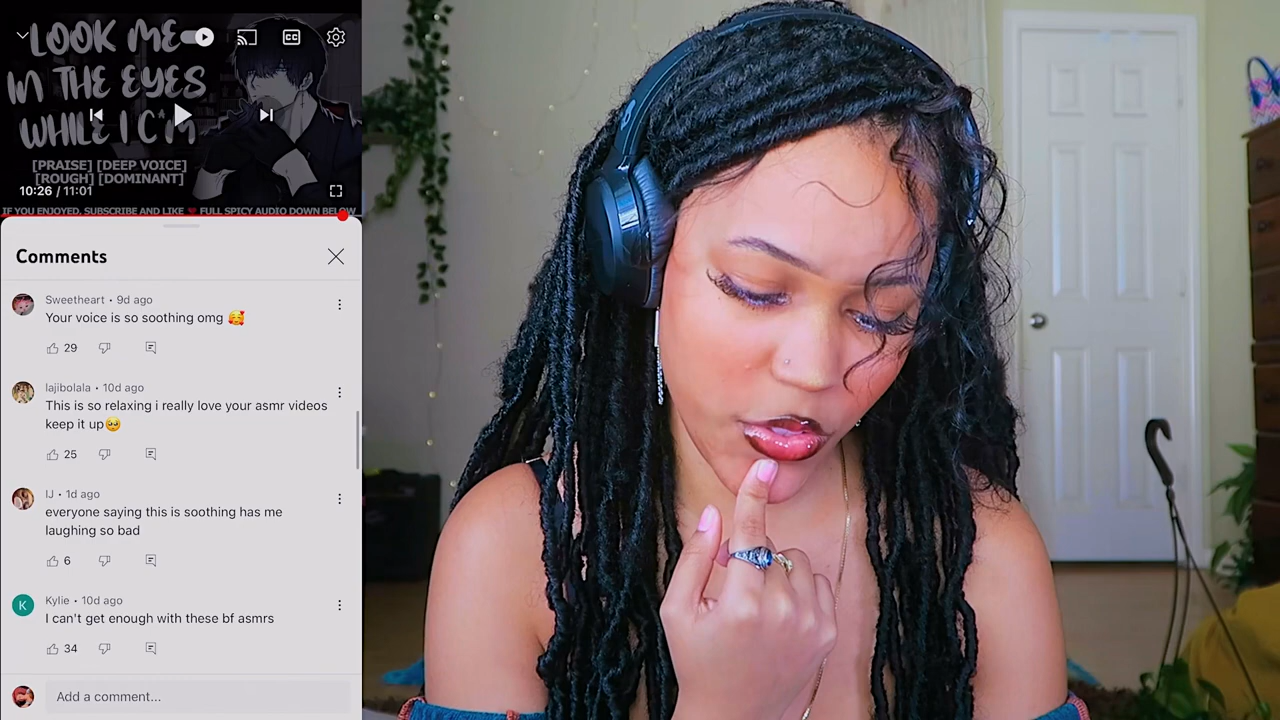 LOOK ME
IN THE EYES
WHILE I C*M
[PRAISE] [DEEP VOICE]
[ROUGH] [DOMINANT]
CC
10:26 / 11:01
IF YOU ENJOYED, SUBSCRIBE AND LIKE ❤ FULL SPICY AUDIO DOWN BELOW
Comments
Sweetheart • 9d ago
Your voice is so soothing omg 🥰
29
lajibolala • 10d ago
This is so relaxing i really love your asmr videos
keep it up🥺
25
IJ • 1d ago
everyone saying this is soothing has me
laughing so bad
6
K
Kylie • 10d ago
I can't get enough with these bf asmrs
34
Add a comment...